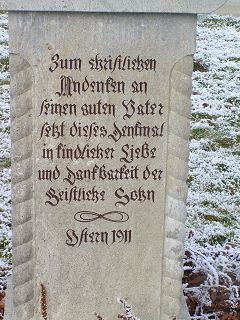 Zum christlichen
Andenken an
seinen guten Vater
setzt dieses Denkmal
in kindlicher Liebe
und Dankbarkeit der
Geistliche Sohn
Ostern 1911